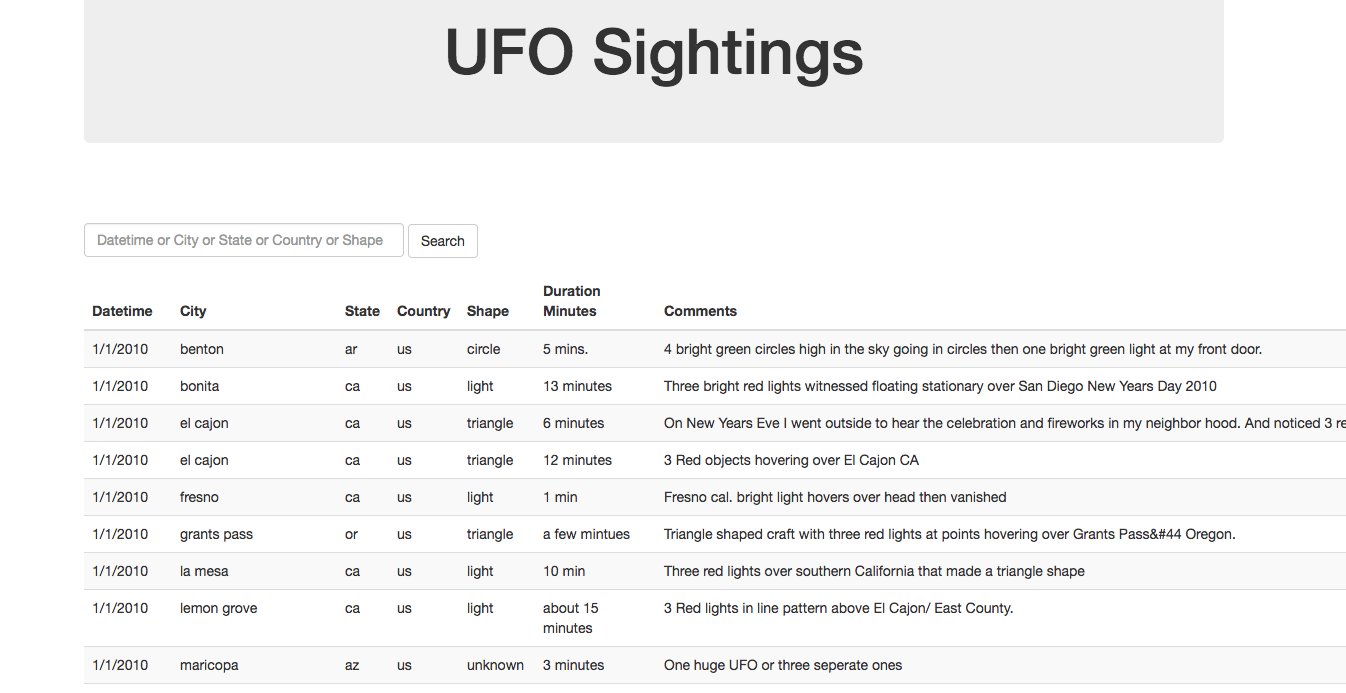 UFO Sightings
Datetime or City or State or Country or Shape Search
Duration
Datetime City State Country Shape Minutes Comments
1/1/2010 benton ar us circle 5 mins. 4 bright green circles high in the sky going in circles then one bright green light at my front door.
1/1/2010 bonita ca us light 13 minutes Three bright red lights witnessed floating stationary over San Diego New Years Day 2010
1/1/2010 el cajon ca us triangle 6 minutes On New Years Eve I went outside to hear the celebration and fireworks in my neighbor hood. And noticed 3 re
1/1/2010 el cajon ca us triangle 12 minutes 3 Red objects hovering over El Cajon CA
1/1/2010 fresno ca us light 1 min Fresno cal. bright light hovers over head then vanished
1/1/2010 grants pass or us triangle a few mintues Triangle shaped craft with three red lights at points hovering over Grants Pass&#44 Oregon.
1/1/2010 la mesa ca us light 10 min Three red lights over southern California that made a triangle shape
1/1/2010 lemon grove ca us light about 15 3 Red lights in line pattern above El Cajon/ East County.
minutes
1/1/2010 maricopa az us unknown 3 minutes One huge UFO or three seperate ones